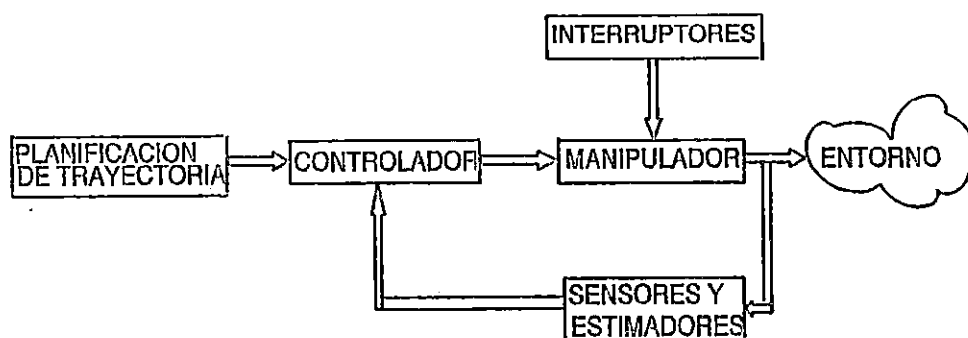 INTERRUPTORES
PLANIFICACION
DE TRAYECTORIA
CONTROLADOR
MANIPULADOR
ENTORNO
SENSORES Y
ESTIMADORES